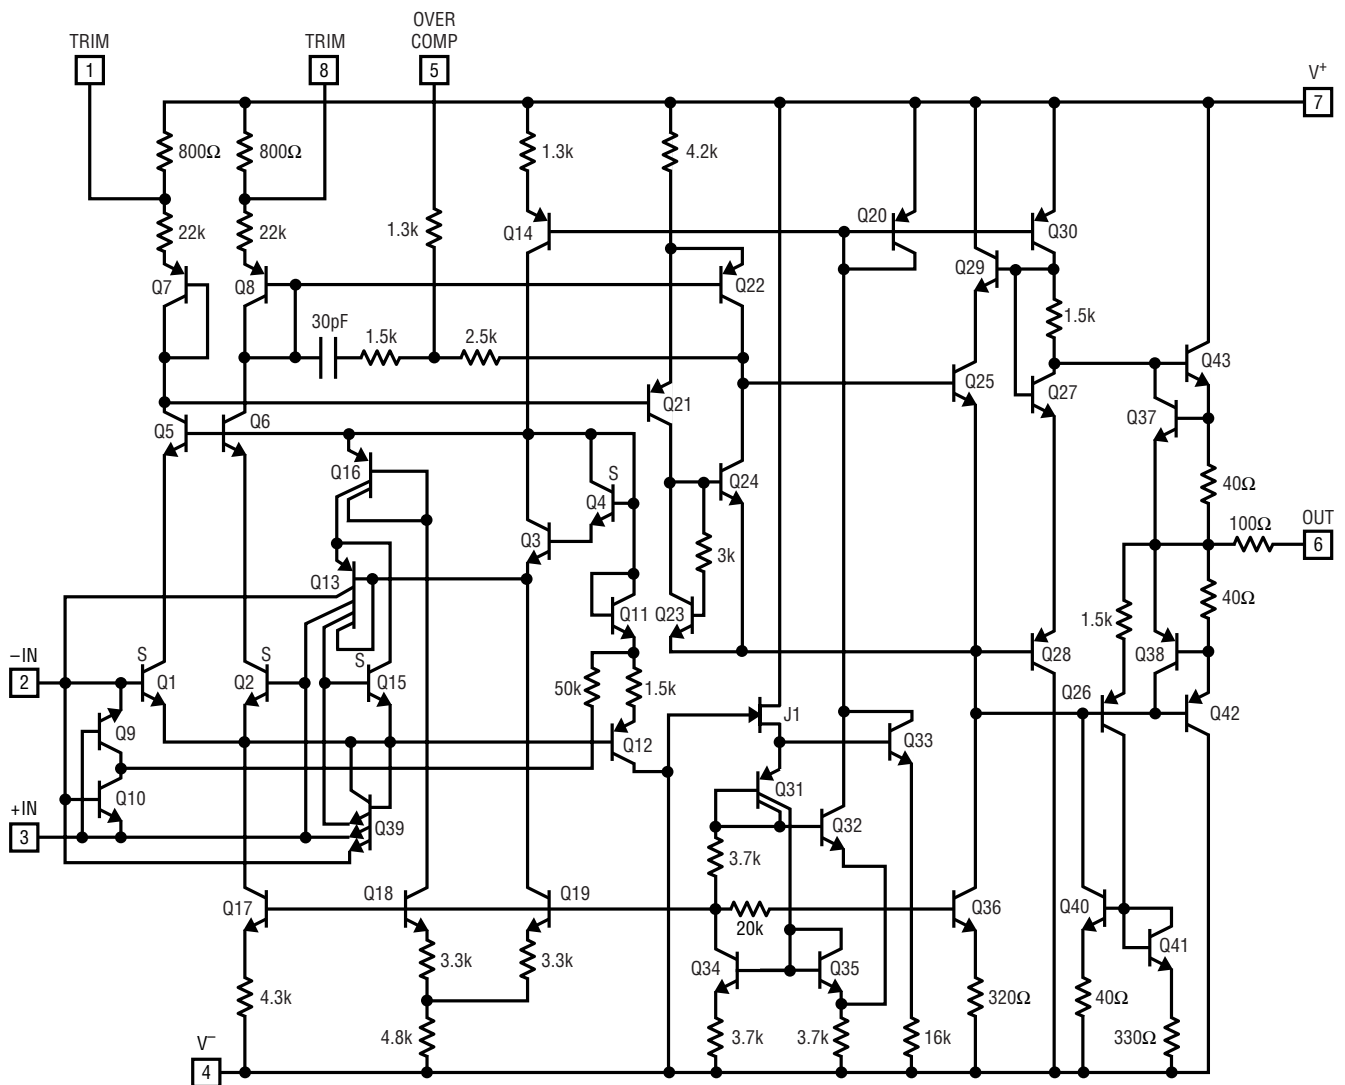 OVER
COMP
TRIM
TRIM
1
8
5
V+
7
800Ω
800Ω
1.3k
4.2k
22k
22k
1.3k
Q14
Q20
Q30
Q29
Q7
Q8
Q22
30pF
1.5k
2.5k
1.5k
Q43
Q25
Q27
Q21
Q37
Q5
Q6
Q16
S
Q4
Q24
40Ω
100Ω
OUT
6
Q3
3k
Q13
Q11
Q23
1.5k
40Ω
–IN
2
S
Q1
S
Q2
S
Q15
50k
1.5k
Q28
Q38
Q26
Q42
J1
Q9
Q12
Q33
Q31
Q10
+IN
3
Q39
Q32
3.7k
Q17
Q18
Q19
20k
Q36
Q40
Q41
3.3k
3.3k
Q34
Q35
4.3k
320Ω
40Ω
4.8k
3.7k
3.7k
16k
330Ω
V–
4